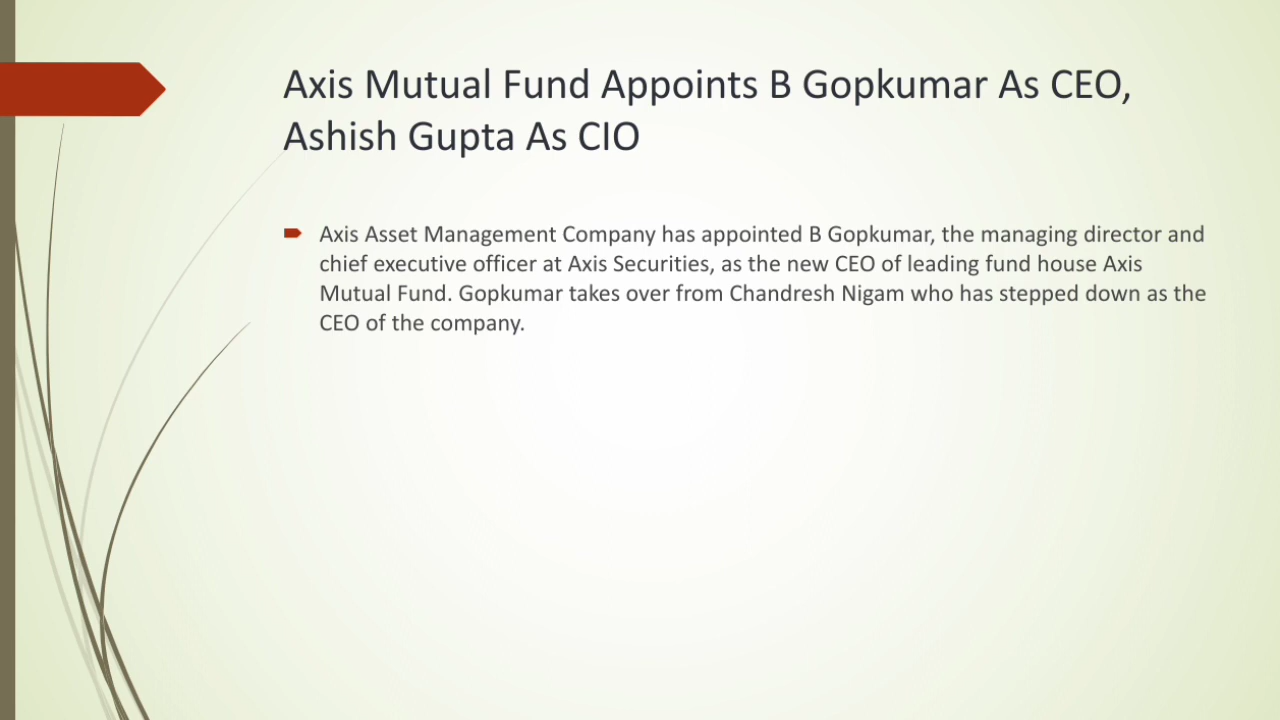 Axis Mutual Fund Appoints B Gopkumar As CEO,
Ashish Gupta As CIO
Axis Asset Management Company has appointed B Gopkumar, the managing director and
chief executive officer at Axis Securities, as the new CEO of leading fund house Axis
Mutual Fund. Gopkumar takes over from Chandresh Nigam who has stepped down as the
CEO of the company.